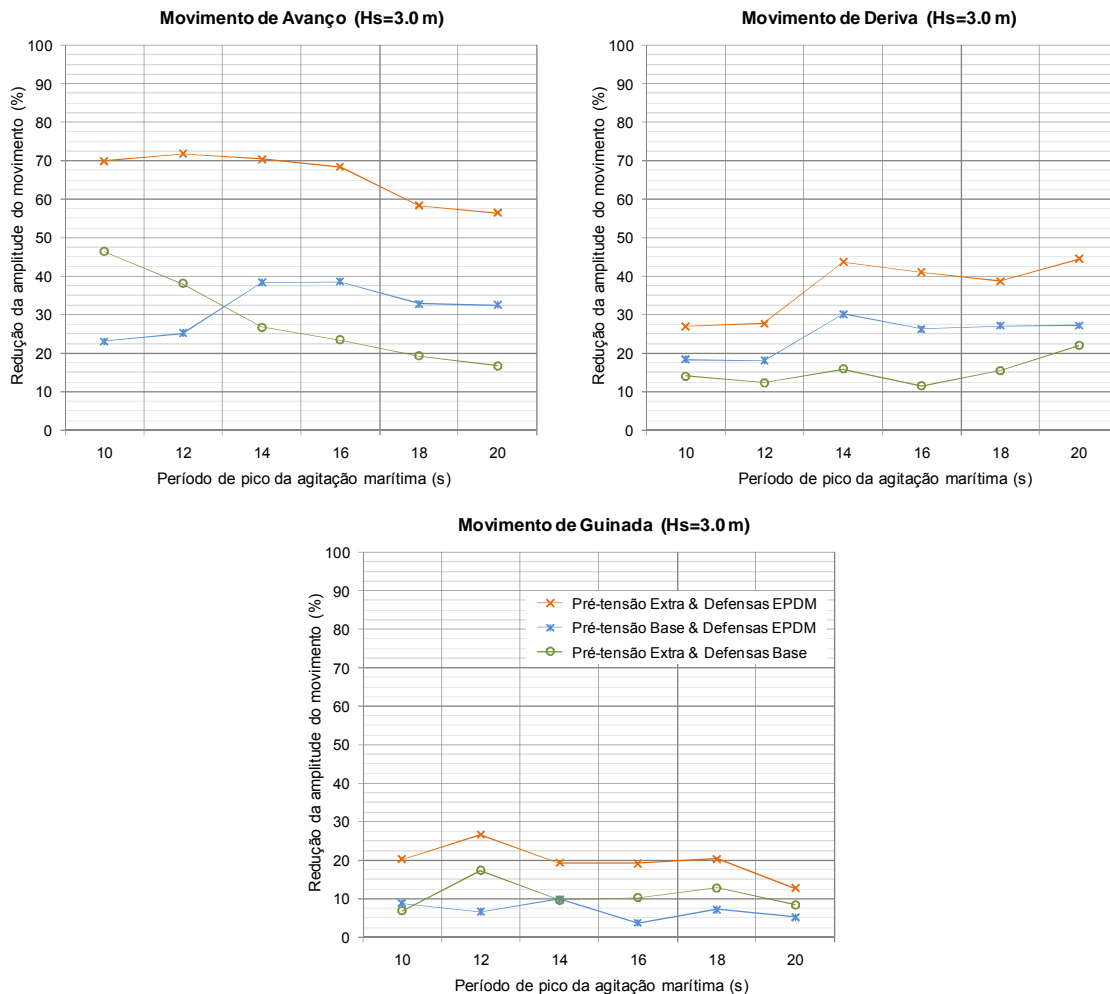 Movimento de Avanço (Hs=3.0 m)
Redução da amplitude do movimento (%)
100
90
80
70
60
50
40
30
20
10
0
10 12 14 16 18 20
Período de pico da agitação marítima (s)
Movimento de Deriva (Hs=3.0 m)
Redução da amplitude do movimento (%)
100
90
80
70
60
50
40
30
20
10
0
10 12 14 16 18 20
Período de pico da agitação marítima (s)
Movimento de Guinada (Hs=3.0 m)
Redução da amplitude do movimento (%)
100
90
80
70
60
50
40
30
20
10
0
Pré-tensão Extra & Defensas EPDM
Pré-tensão Base & Defensas EPDM
Pré-tensão Extra & Defensas Base
10 12 14 16 18 20
Período de pico da agitação marítima (s)